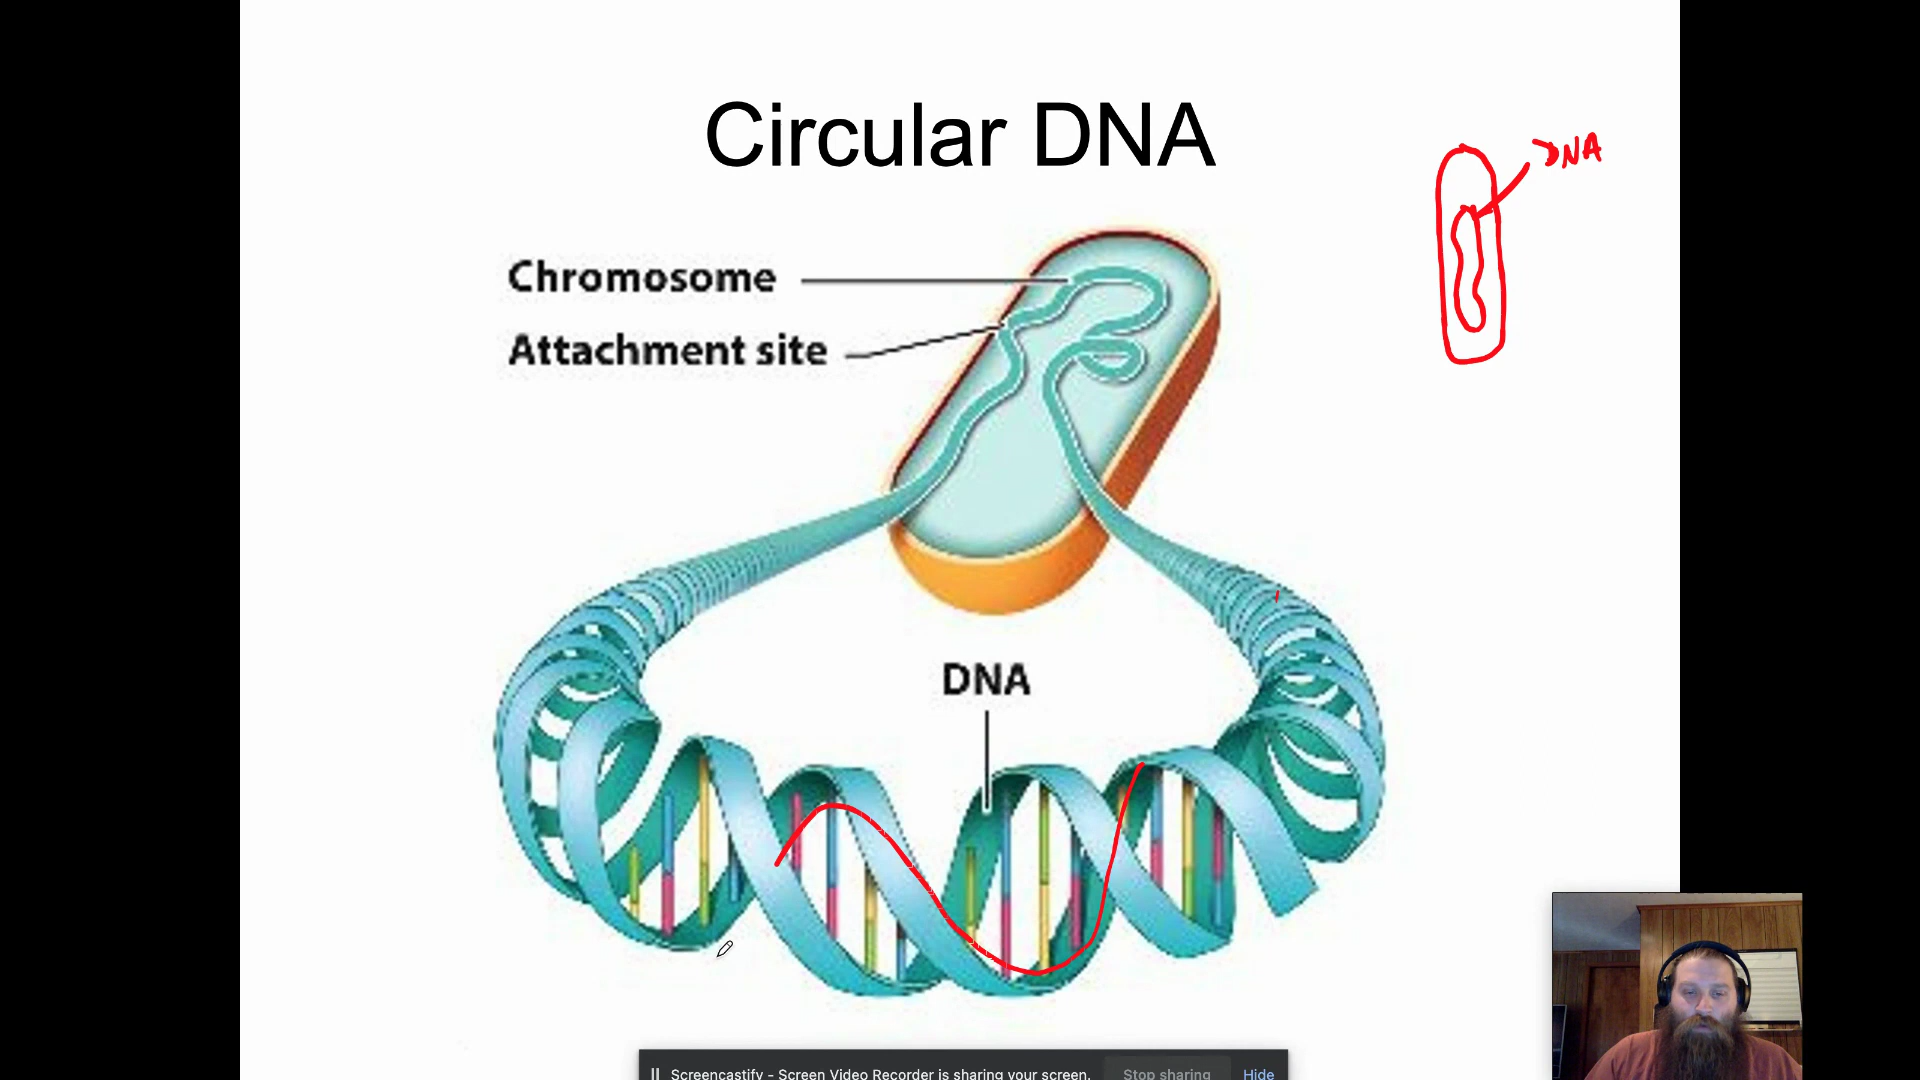 Circular DNA
DNA
Chromosome
Attachment site
DNA
Screencastify - Screen Video Recorder is sharing your screen.
Stop sharing
Hide